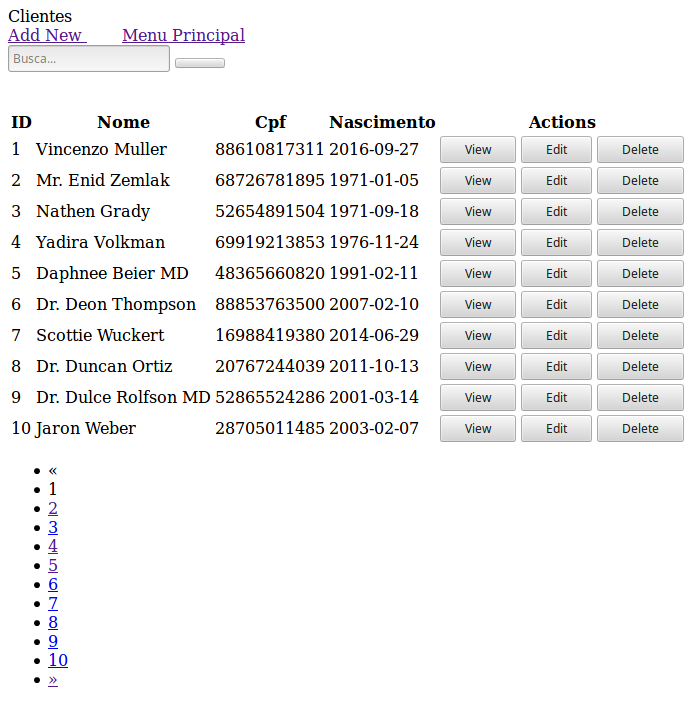 Clientes
Add New Menu Principal
Busca...
ID Nome Cpf Nascimento Actions
1 Vincenzo Muller 88610817311 2016-09-27 View Edit Delete
2 Mr. Enid Zemlak 68726781895 1971-01-05 View Edit Delete
3 Nathen Grady 52654891504 1971-09-18 View Edit Delete
4 Yadira Volkman 69919213853 1976-11-24 View Edit Delete
5 Daphnee Beier MD 48365660820 1991-02-11 View Edit Delete
6 Dr. Deon Thompson 88853763500 2007-02-10 View Edit Delete
7 Scottie Wuckert 16988419380 2014-06-29 View Edit Delete
8 Dr. Duncan Ortiz 20767244039 2011-10-13 View Edit Delete
9 Dr. Dulce Rolfson MD 52865524286 2001-03-14 View Edit Delete
10 Jaron Weber 28705011485 2003-02-07 View Edit Delete
• «
• 1
• 2
• 3
• 4
• 5
• 6
• 7
• 8
• 9
• 10
• »